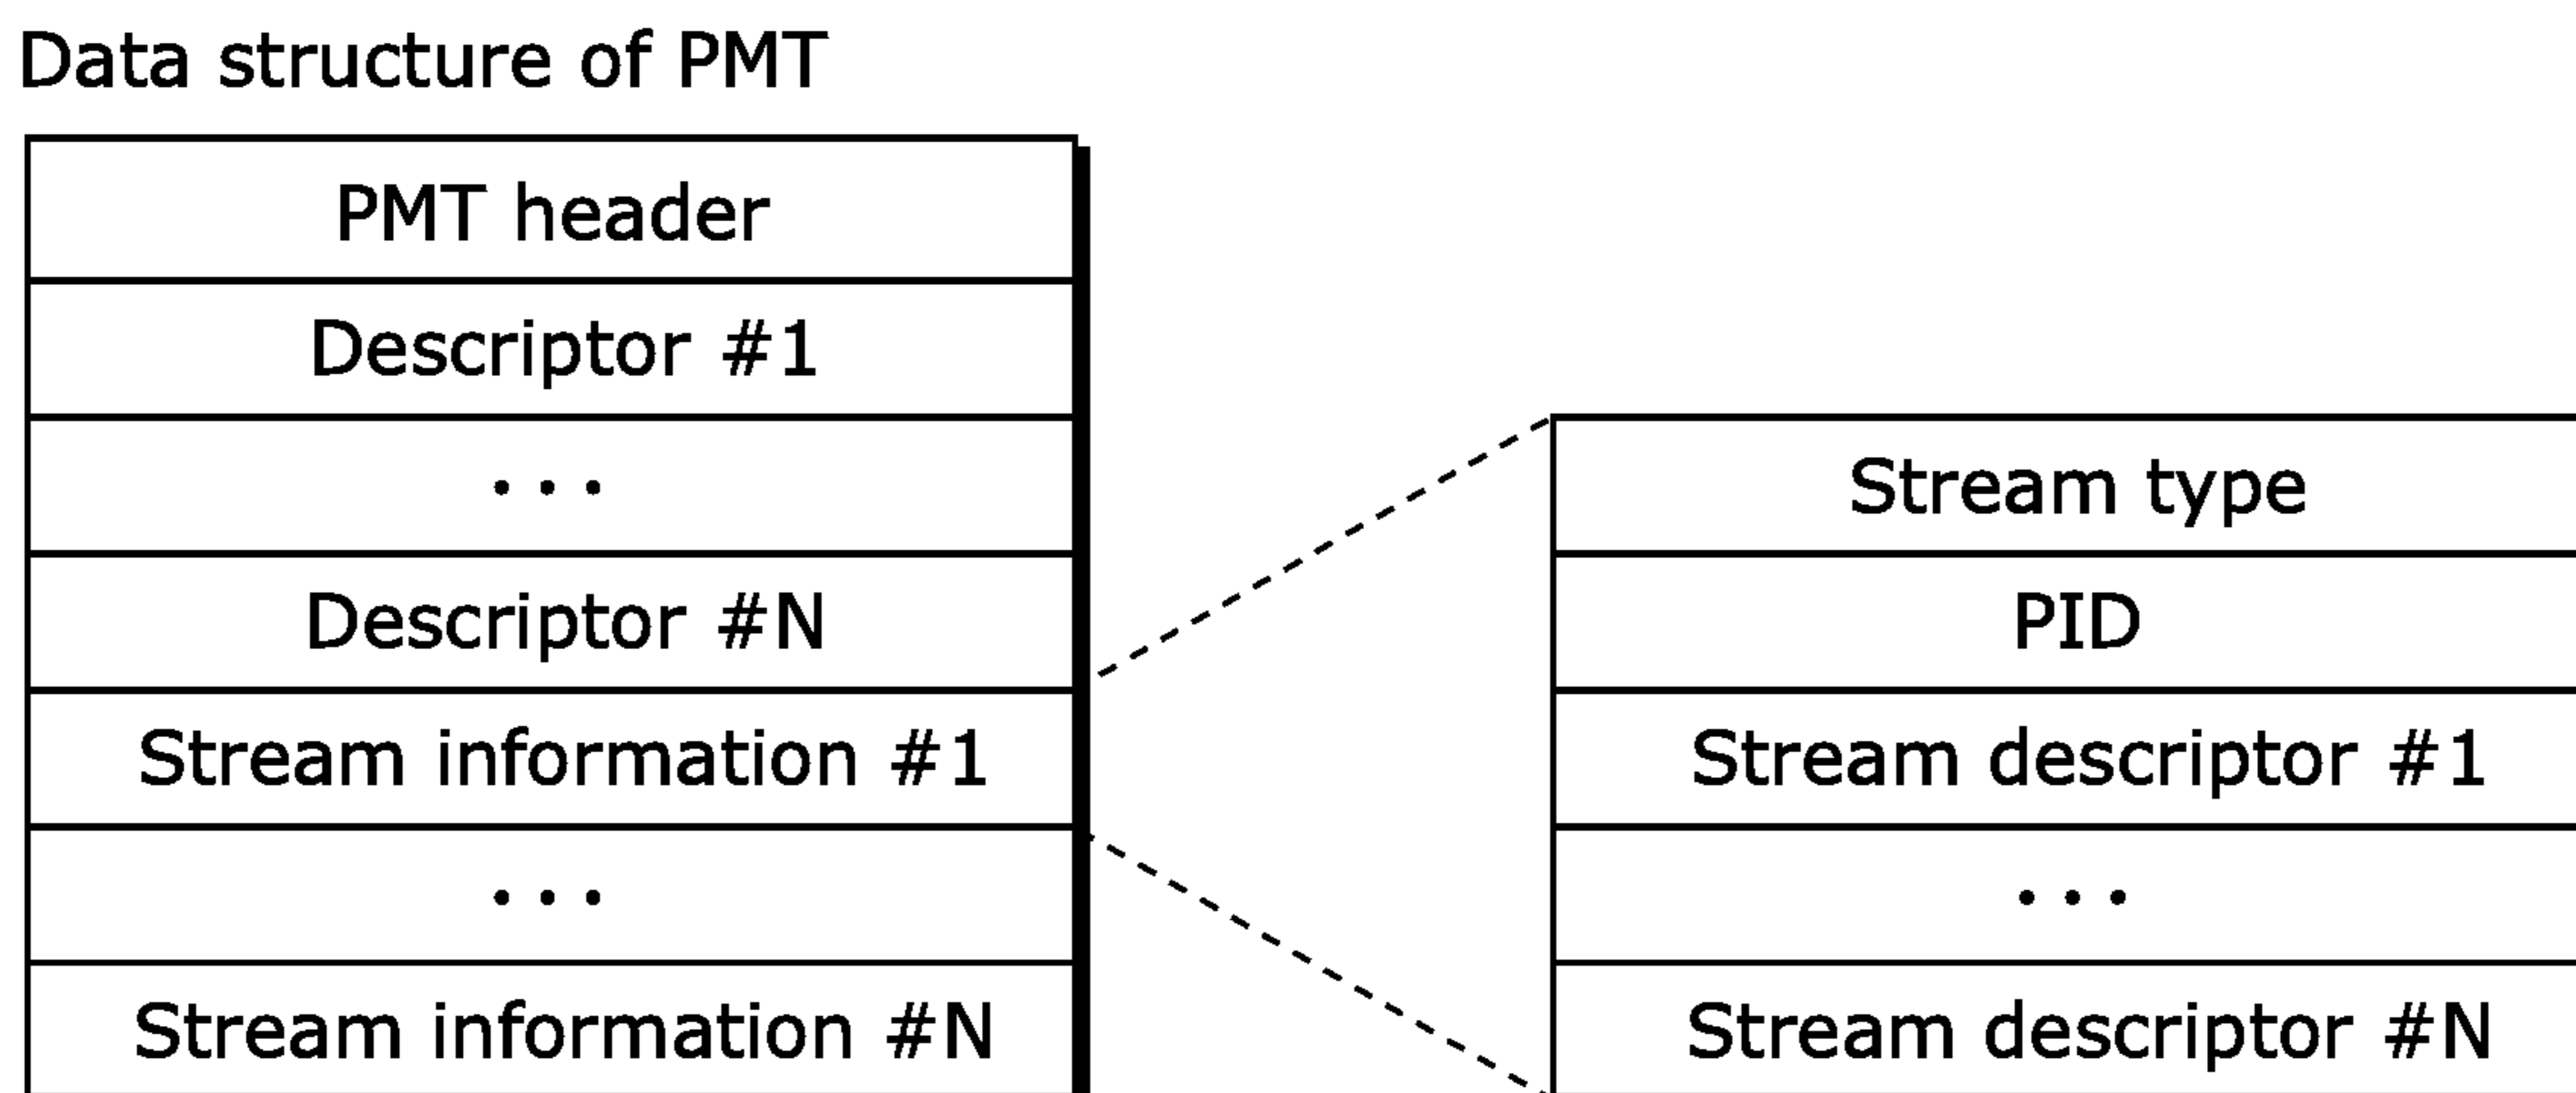 Data structure of PMT
PMT header
Descriptor #1
...
Descriptor #N
Stream information #1
...
Stream information #N
Stream type
PID
Stream descriptor #1
...
Stream descriptor #N